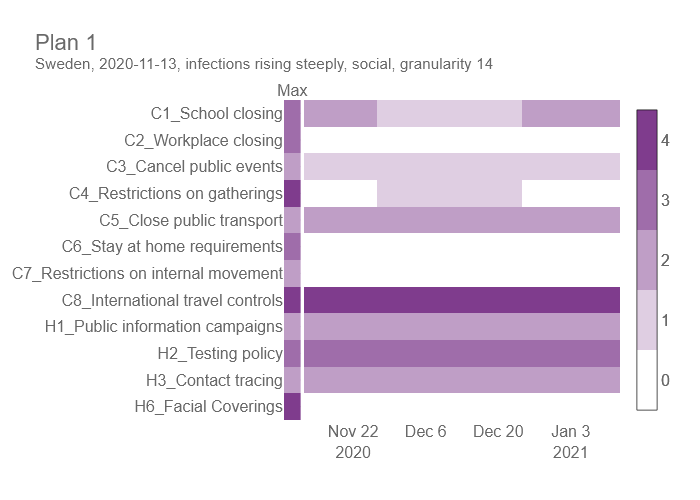 Plan 1
Sweden, 2020-11-13, infections rising steeply, social, granularity 14
Max
C1_School closing
C2_Workplace closing
C3_Cancel public events
C4_Restrictions on gatherings
C5_Close public transport
C6_Stay at home requirements
C7_Restrictions on internal movement
C8_International travel controls
H1_Public information campaigns
H2_Testing policy
H3_Contact tracing
H6_Facial Coverings
4
3
2
1
0
Nov 22 Dec 6 Dec 20 Jan 3
2020 2021